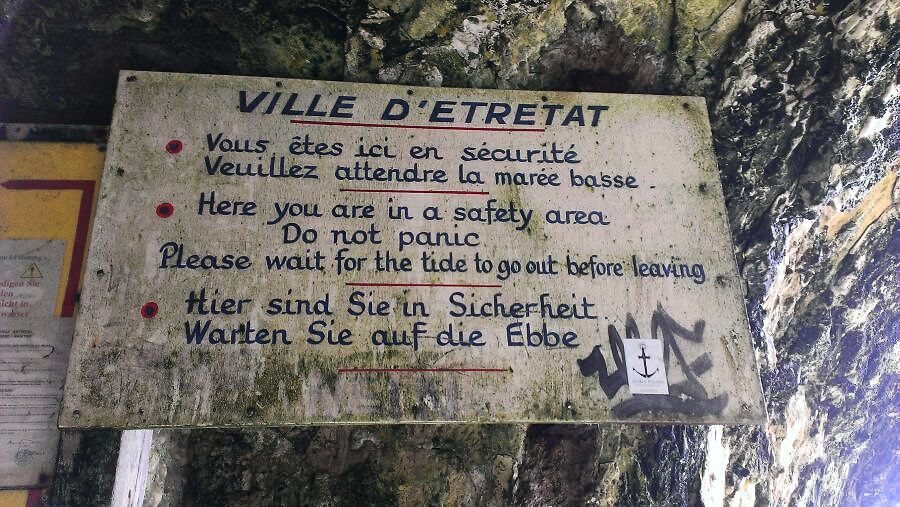 VILLE D'ETRETAT
Vous êtes ici en sécurité
Veuillez attendre la marée basse
Here you are in a safety area
Do not panic
Please wait for the tide to go out before leaving
Hier sind Sie in Sicherheit
Warten Sie auf die Ebbe